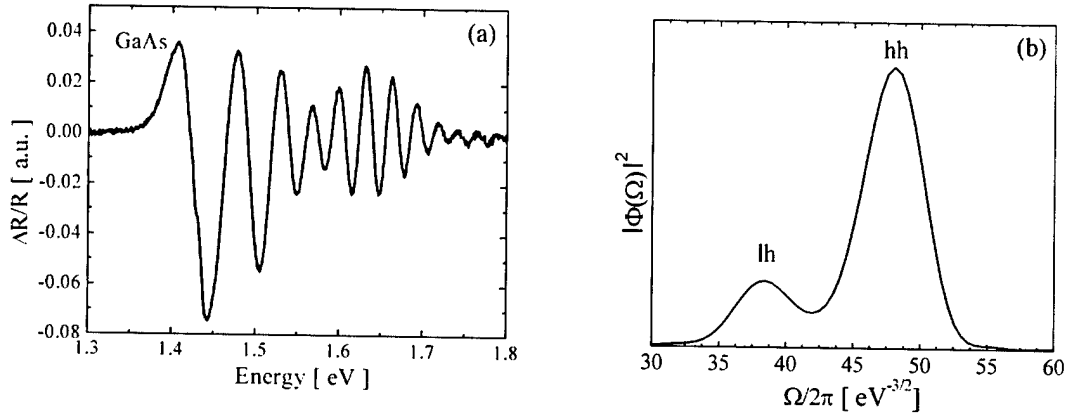 (a)
GaAs
0.04
0.02
0.00
-0.02
-0.04
-0.06
-0.08
ΔR/R [ a.u. ]
1.3 1.4 1.5 1.6 1.7 1.8
Energy [ eV ]
(b)
hh
lh
|Φ(Ω)|²
30 35 40 45 50 55 60
Ω/2π [ eV⁻³ᐟ² ]